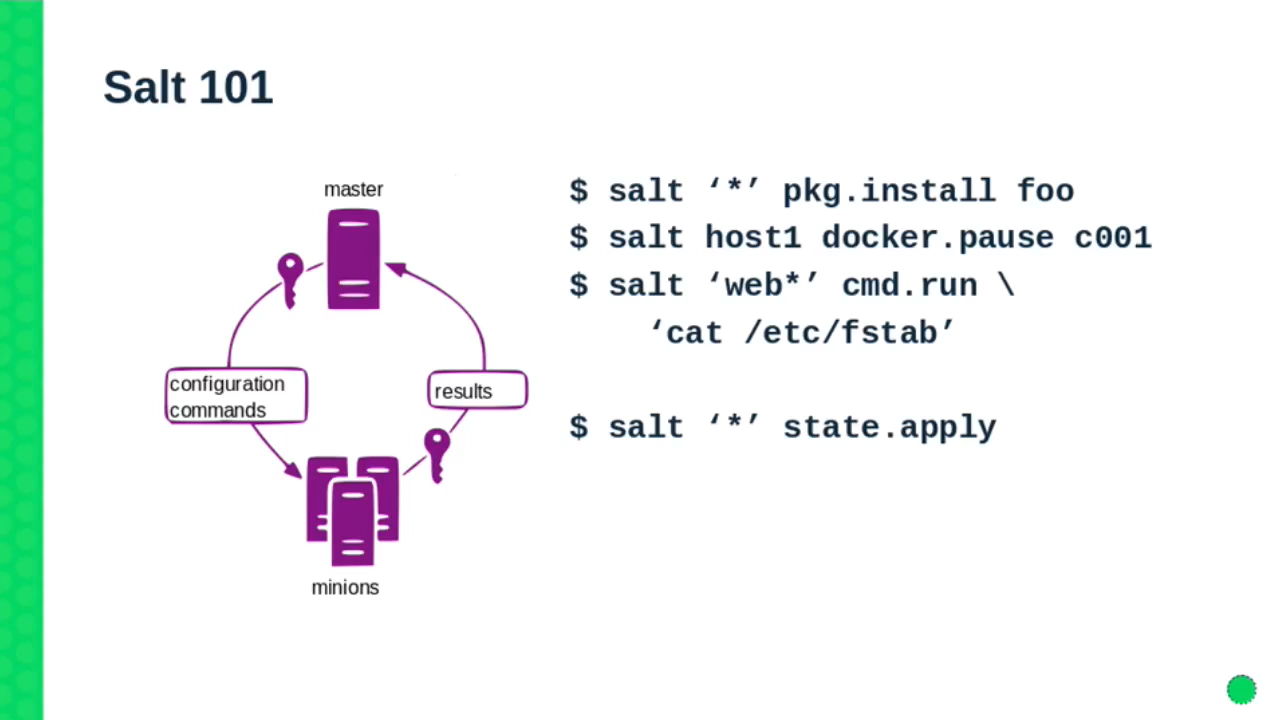 Salt 101
master
configuration
commands
results
minions
$ salt ‘*’ pkg.install foo
$ salt host1 docker.pause c001
$ salt ‘web*’ cmd.run \
‘cat /etc/fstab’
$ salt ‘*’ state.apply